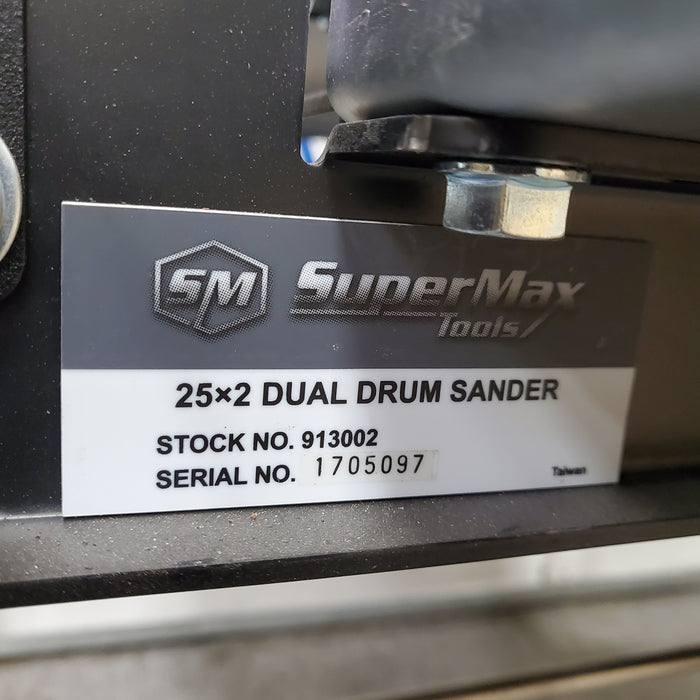 SM SuperMax
Tools
25×2 DUAL DRUM SANDER
STOCK NO. 913002
SERIAL NO. 1705097
Taiwan